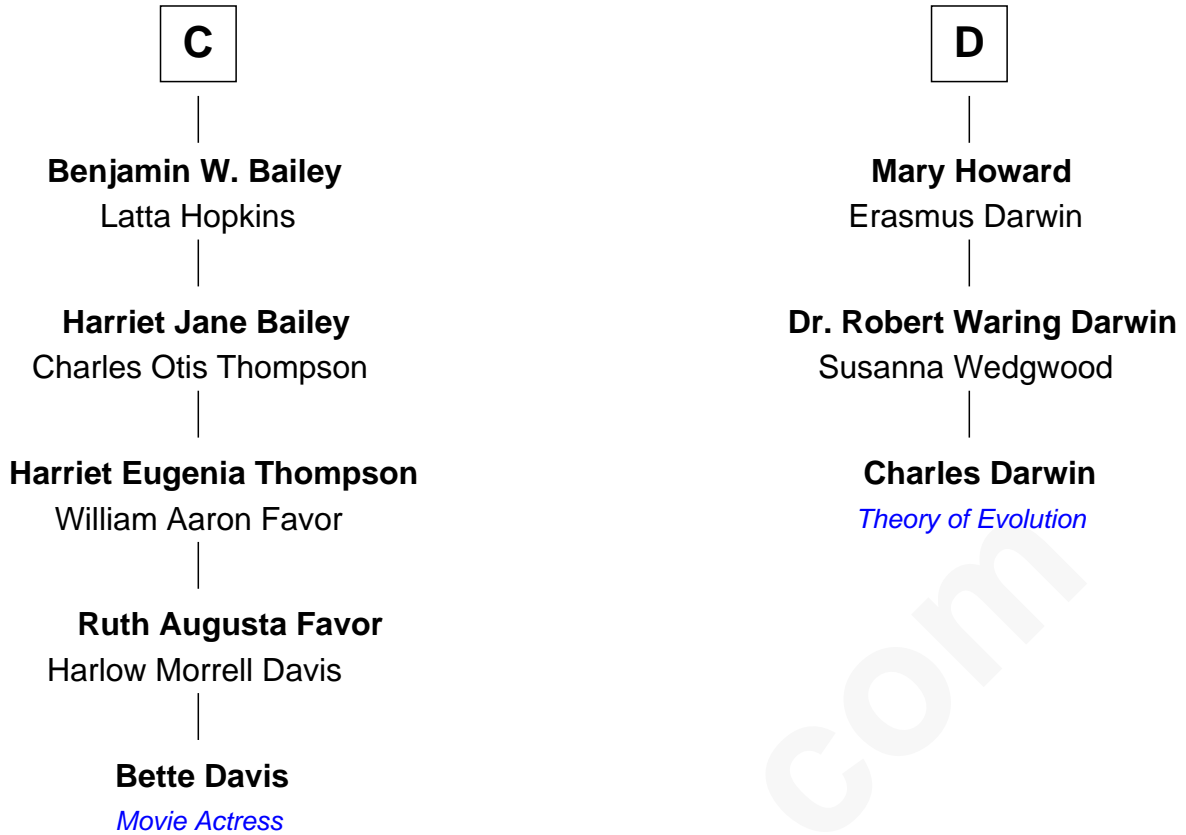 C
Benjamin W. Bailey
Latta Hopkins
Harriet Jane Bailey
Charles Otis Thompson
Harriet Eugenia Thompson
William Aaron Favor
Ruth Augusta Favor
Harlow Morrell Davis
Bette Davis
Movie Actress
D
Mary Howard
Erasmus Darwin
Dr. Robert Waring Darwin
Susanna Wedgwood
Charles Darwin
Theory of Evolution
com